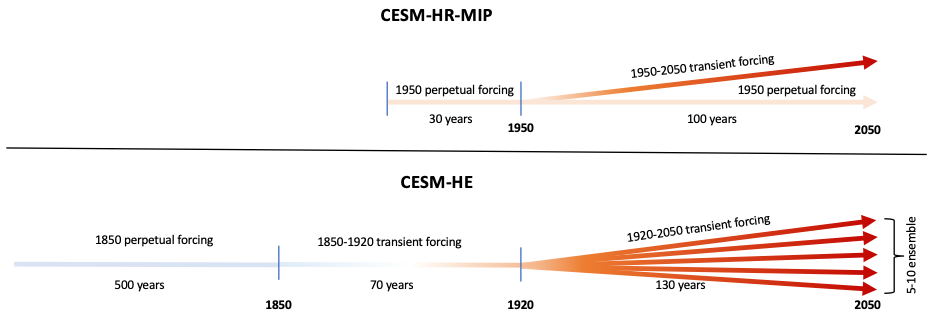 CESM-HR-MIP
1950-2050 transient forcing
1950 perpetual forcing
1950 perpetual forcing
30 years
100 years
1950
2050
CESM-HE
1920-2050 transient forcing
1850 perpetual forcing
1850-1920 transient forcing
5-10 ensemble
500 years
70 years
130 years
1850
1920
2050